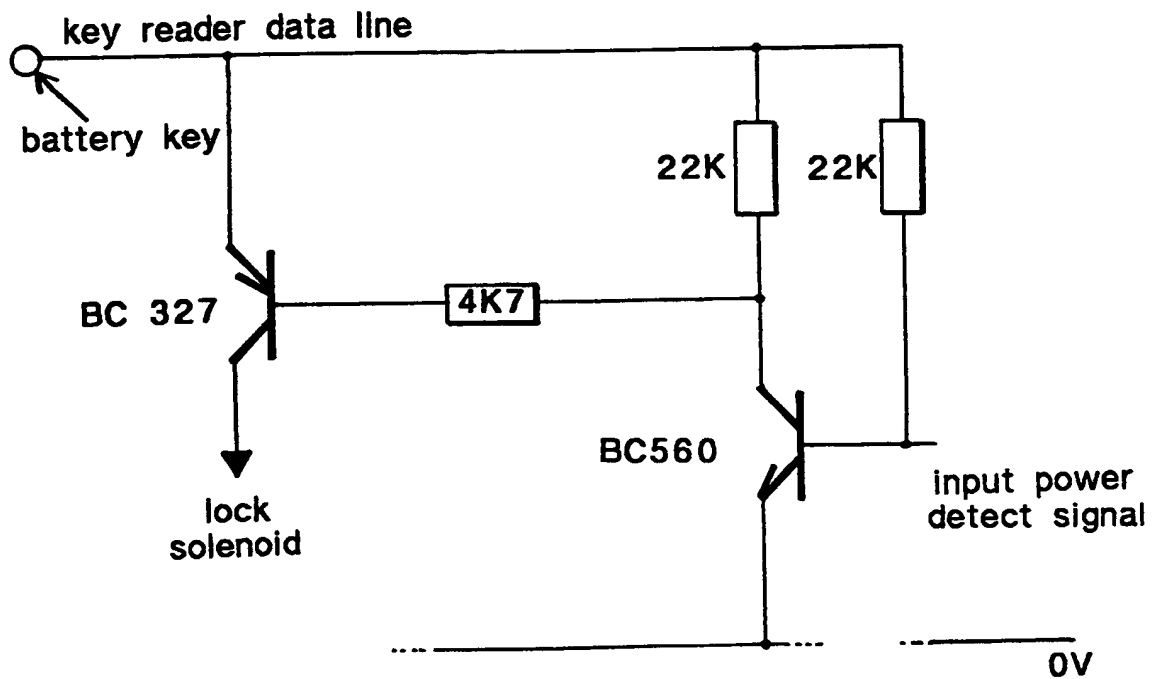 key reader data line
battery key
22K
22K
BC 327
4K7
BC560
input power
detect signal
lock
solenoid
0V